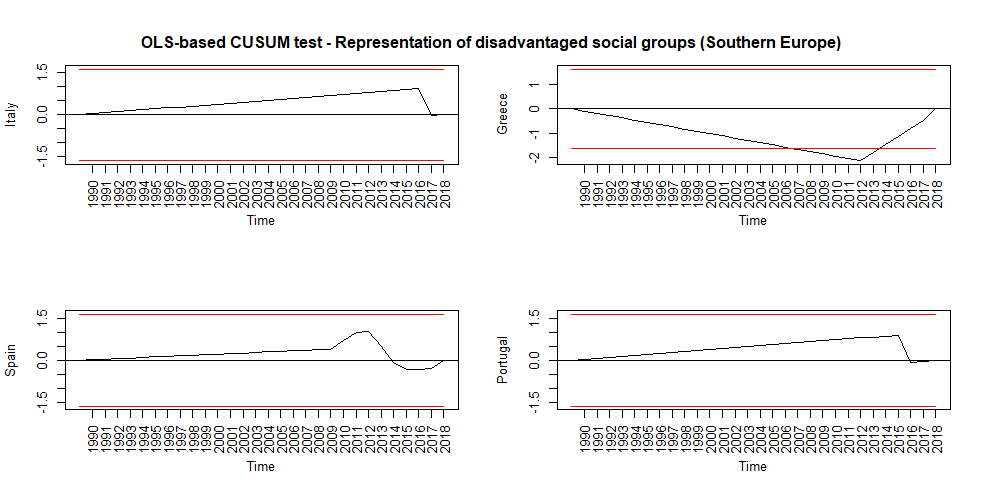 OLS-based CUSUM test - Representation of disadvantaged social groups (Southern Europe)
Italy
1.5
0.0
-1.5
1990 1991 1992 1993 1994 1995 1996 1997 1998 1999 2000 2001 2002 2003 2004 2005 2006 2007 2008 2009 2010 2011 2012 2013 2014 2015 2016 2017 2018
Time
Greece
1
0
-1
-2
1990 1991 1992 1993 1994 1995 1996 1997 1998 1999 2000 2001 2002 2003 2004 2005 2006 2007 2008 2009 2010 2011 2012 2013 2014 2015 2016 2017 2018
Time
Spain
1.5
0.0
-1.5
1990 1991 1992 1993 1994 1995 1996 1997 1998 1999 2000 2001 2002 2003 2004 2005 2006 2007 2008 2009 2010 2011 2012 2013 2014 2015 2016 2017 2018
Time
Portugal
1.5
0.0
-1.5
1990 1991 1992 1993 1994 1995 1996 1997 1998 1999 2000 2001 2002 2003 2004 2005 2006 2007 2008 2009 2010 2011 2012 2013 2014 2015 2016 2017 2018
Time